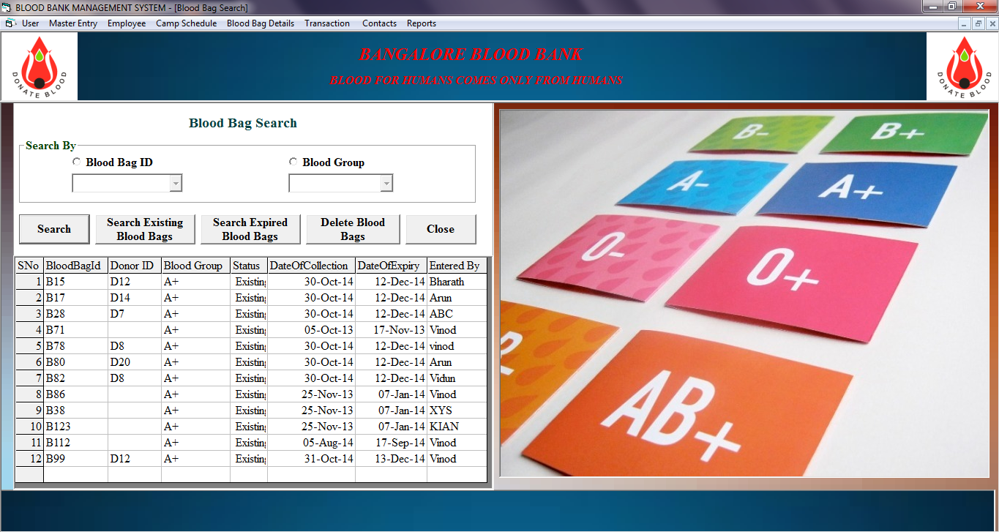 BLOOD BANK MANAGEMENT SYSTEM - [Blood Bag Search]
User Master Entry Employee Camp Schedule Blood Bag Details Transaction Contacts Reports
DONATE BLOOD
BANGALORE BLOOD BANK
BLOOD FOR HUMANS COMES ONLY FROM HUMANS
DONATE BLOOD
Blood Bag Search
Search By
Blood Bag ID Blood Group
Search Search Existing Blood Bags Search Expired Blood Bags Delete Blood Bags Close
SNo BloodBagId Donor ID Blood Group Status DateOfCollection DateOfExpiry Entered By
1 B15 D12 A+ Existing 30-Oct-14 12-Dec-14 Bharath
2 B17 D14 A+ Existing 30-Oct-14 12-Dec-14 Arun
3 B28 D7 A+ Existing 30-Oct-14 12-Dec-14 ABC
4 B71 A+ Existing 05-Oct-13 17-Nov-13 Vinod
5 B78 D8 A+ Existing 30-Oct-14 12-Dec-14 vinod
6 B80 D20 A+ Existing 30-Oct-14 12-Dec-14 Arun
7 B82 D8 A+ Existing 30-Oct-14 12-Dec-14 Vidun
8 B86 A+ Existing 25-Nov-13 07-Jan-14 Vinod
9 B38 A+ Existing 25-Nov-13 07-Jan-14 XYS
10 B123 A+ Existing 25-Nov-13 07-Jan-14 KIAN
11 B112 A+ Existing 05-Aug-14 17-Sep-14 Vinod
12 B99 D12 A+ Existing 31-Oct-14 13-Dec-14 Vinod
B- B+
A- A+
O- O+
AB+